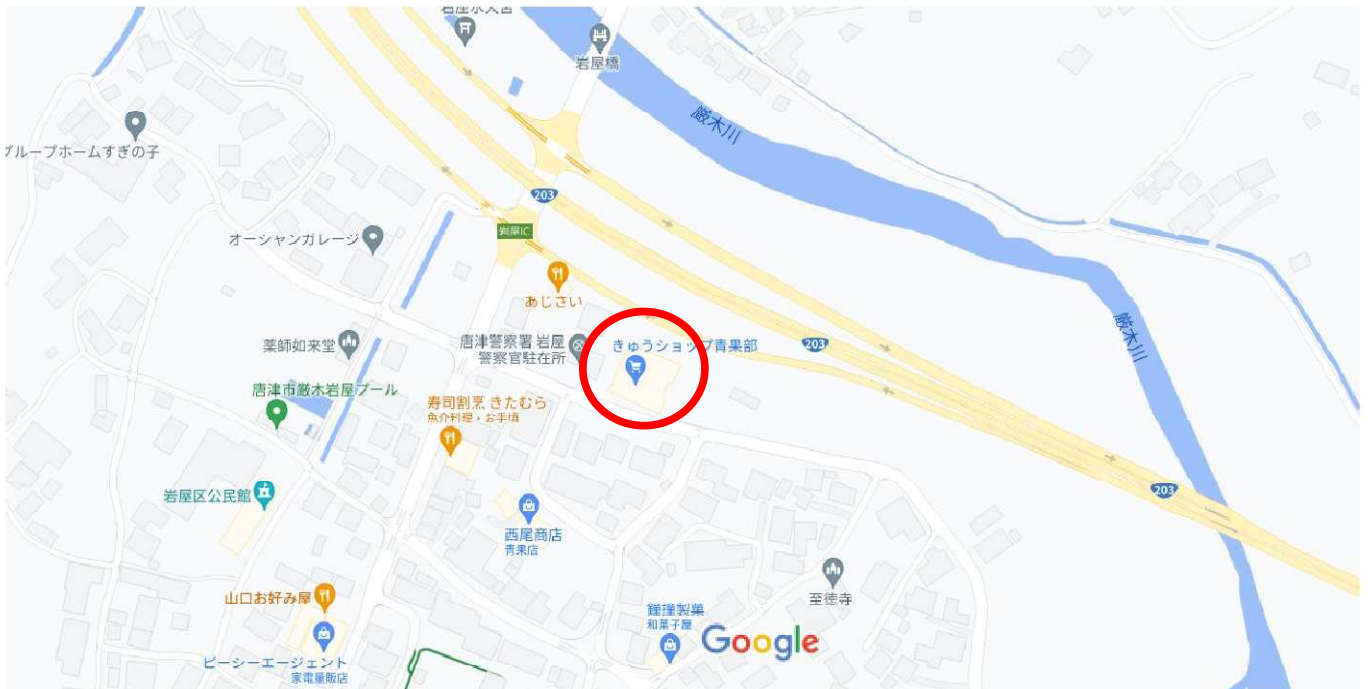 岩屋橋
厳木川
グループホームすぎの子
203
オーシャンガレージ
岩屋IC
あじさい
厳木川
薬師如来堂
唐津警察署 岩屋
警察官駐在所
きゅうショップ青果部
203
唐津市厳木岩屋プール
寿司割烹 きたむら
魚介料理・お手頃
岩屋区公民館
203
西尾商店
青果店
山口お好み屋
至徳寺
鐘撞製菓
和菓子屋
Google
ピーシーエージェント
家電量販店